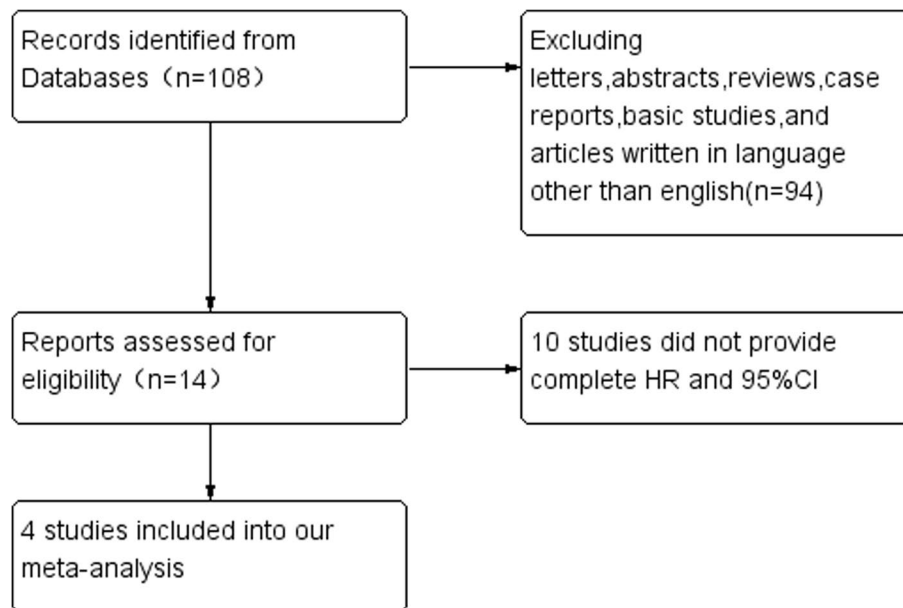 Records identified from
Databases（n=108）
Excluding
letters,abstracts,reviews,case
reports,basic studies,and
articles written in language
other than english(n=94)
Reports assessed for
eligibility（n=14）
10 studies did not provide
complete HR and 95%CI
4 studies included into our
meta-analysis